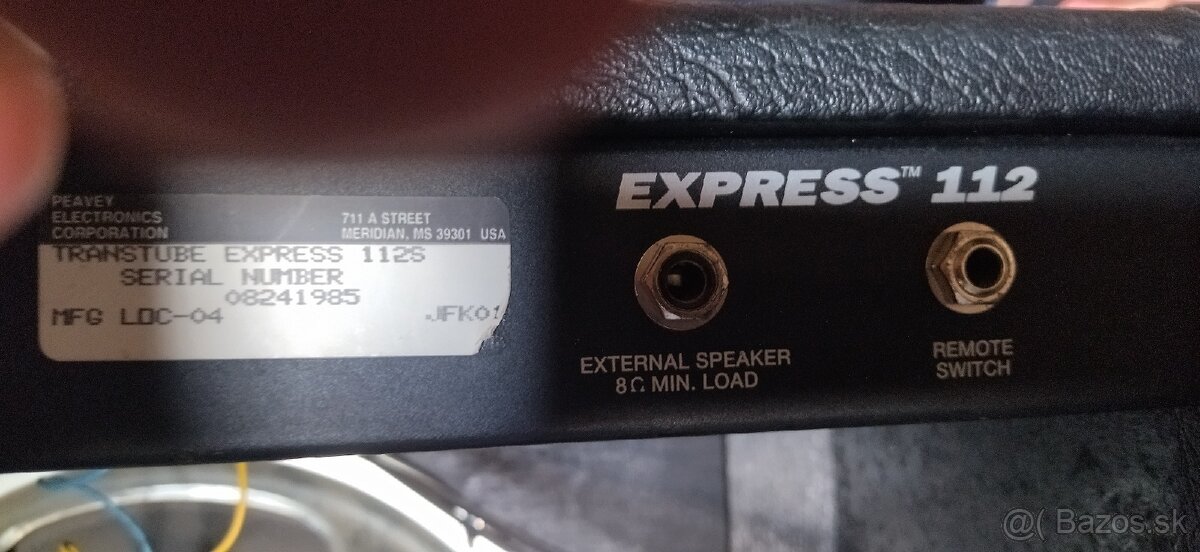 PEAVEY
ELECTRONICS
CORPORATION
711 A STREET
MERIDIAN, MS 39301 USA
TRANSTUBE EXPRESS 112S
SERIAL NUMBER
08241985
MFG LOC-04 JFK01
EXPRESS™ 112
EXTERNAL SPEAKER
8Ω MIN. LOAD
REMOTE
SWITCH
@( Bazos.sk